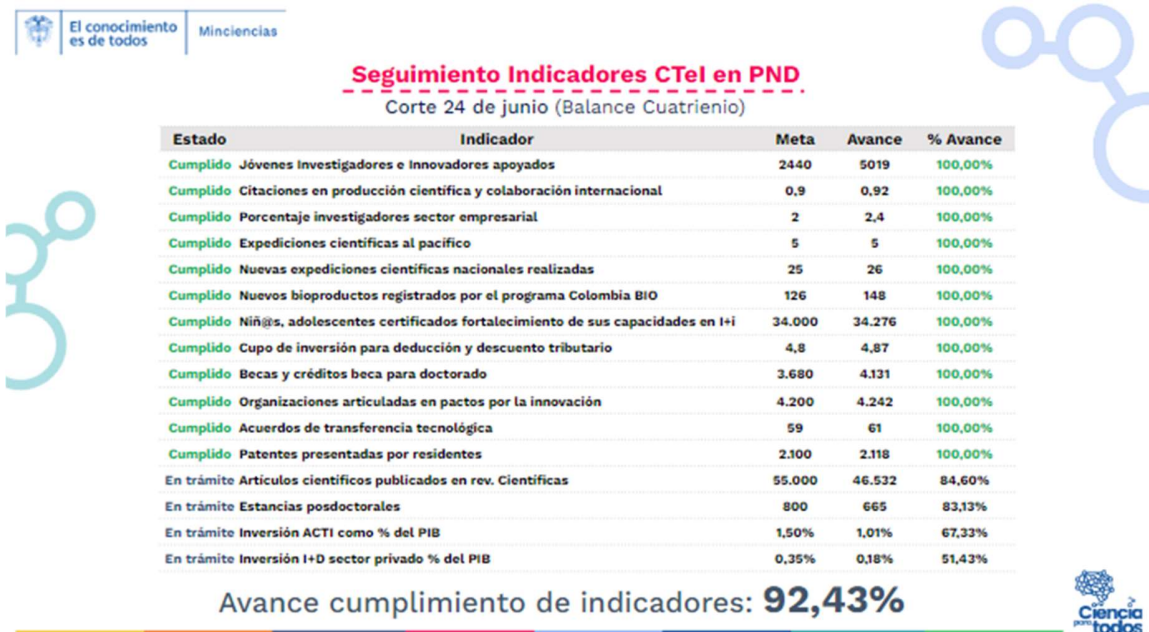 El conocimiento
es de todos
Minciencias
Seguimiento Indicadores CTeI en PND
Corte 24 de junio (Balance Cuatrienio)
Estado Indicador Meta Avance % Avance
Cumplido Jóvenes Investigadores e Innovadores apoyados 2440 5019 100,00%
Cumplido Citaciones en producción científica y colaboración internacional 0,9 0,92 100,00%
Cumplido Porcentaje investigadores sector empresarial 2 2,4 100,00%
Cumplido Expediciones científicas al pacífico 5 5 100,00%
Cumplido Nuevas expediciones científicas nacionales realizadas 25 26 100,00%
Cumplido Nuevos bioproductos registrados por el programa Colombia BIO 126 148 100,00%
Cumplido Niñ@s, adolescentes certificados fortalecimiento de sus capacidades en I+i 34.000 34.276 100,00%
Cumplido Cupo de inversión para deducción y descuento tributario 4,8 4,87 100,00%
Cumplido Becas y créditos beca para doctorado 3.680 4.131 100,00%
Cumplido Organizaciones articuladas en pactos por la innovación 4.200 4.242 100,00%
Cumplido Acuerdos de transferencia tecnológica 59 61 100,00%
Cumplido Patentes presentadas por residentes 2.100 2.118 100,00%
En trámite Artículos científicos publicados en rev. Científicas 55.000 46.532 84,60%
En trámite Estancias posdoctorales 800 665 83,13%
En trámite Inversión ACTI como % del PIB 1,50% 1,01% 67,33%
En trámite Inversión I+D sector privado % del PIB 0,35% 0,18% 51,43%
Avance cumplimiento de indicadores: 92,43%
Ciencia
para todos